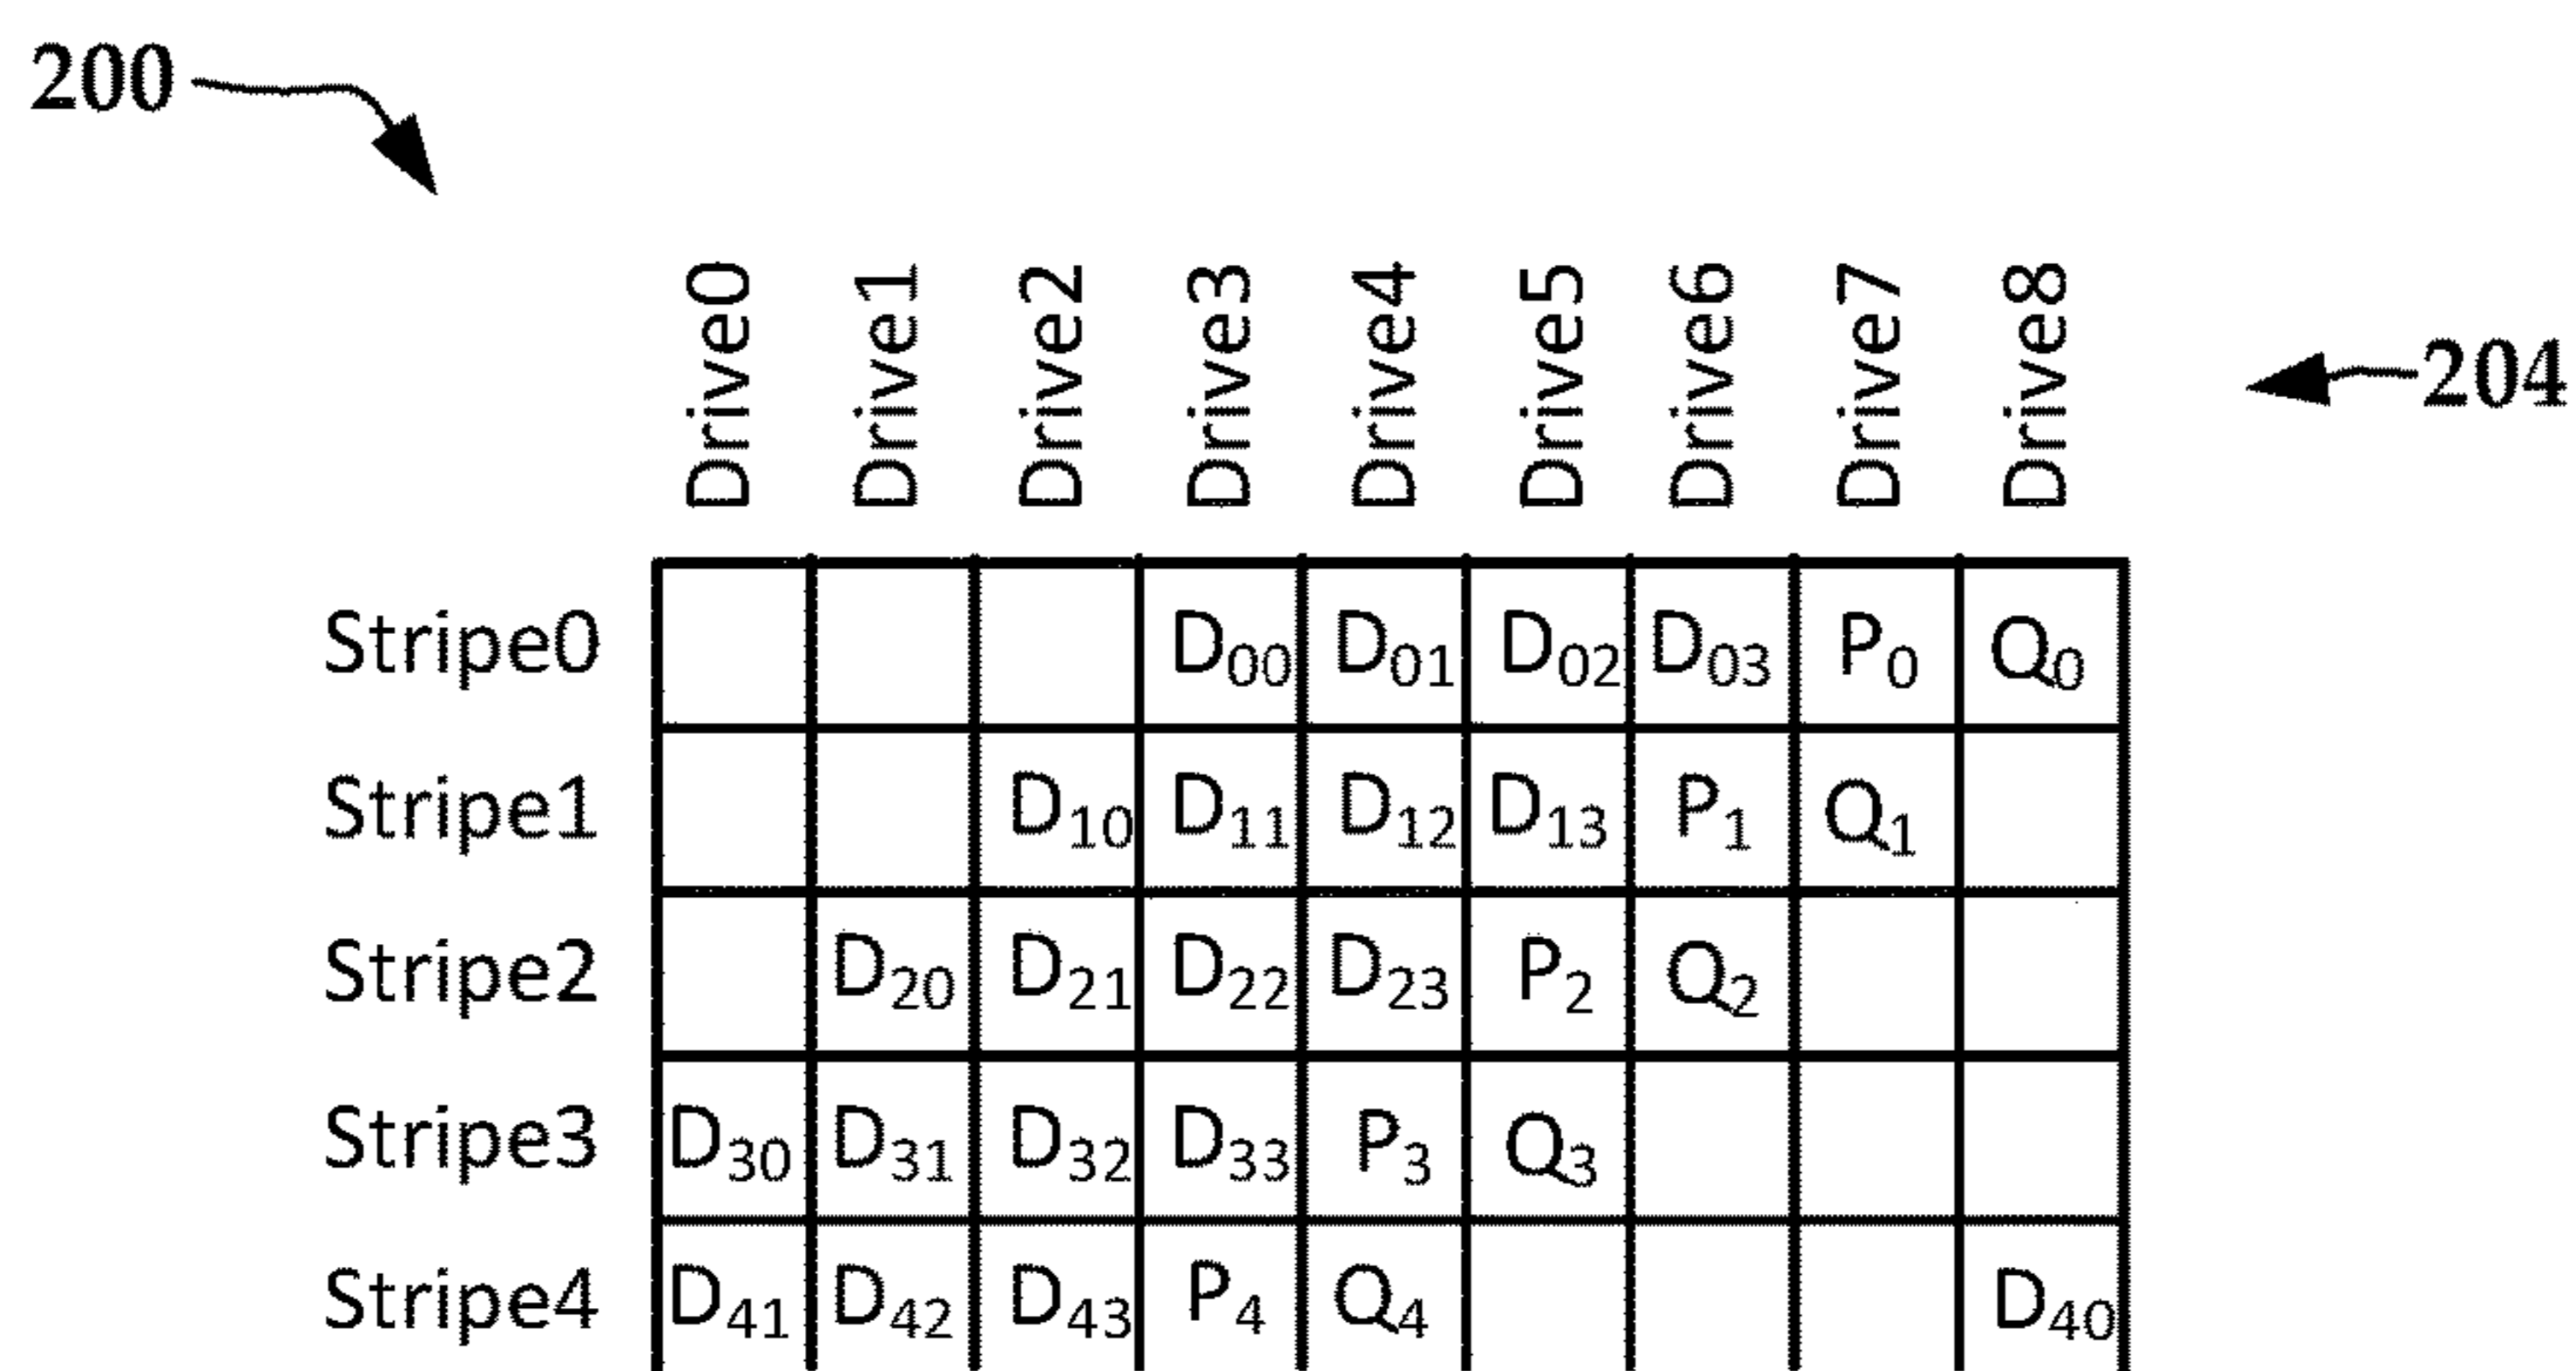 200
204
Drive0 Drive1 Drive2 Drive3 Drive4 Drive5 Drive6 Drive7 Drive8
Stripe0 D00 D01 D02 D03 P0 Q0
Stripe1 D10 D11 D12 D13 P1 Q1
Stripe2 D20 D21 D22 D23 P2 Q2
Stripe3 D30 D31 D32 D33 P3 Q3
Stripe4 D41 D42 D43 P4 Q4 D40